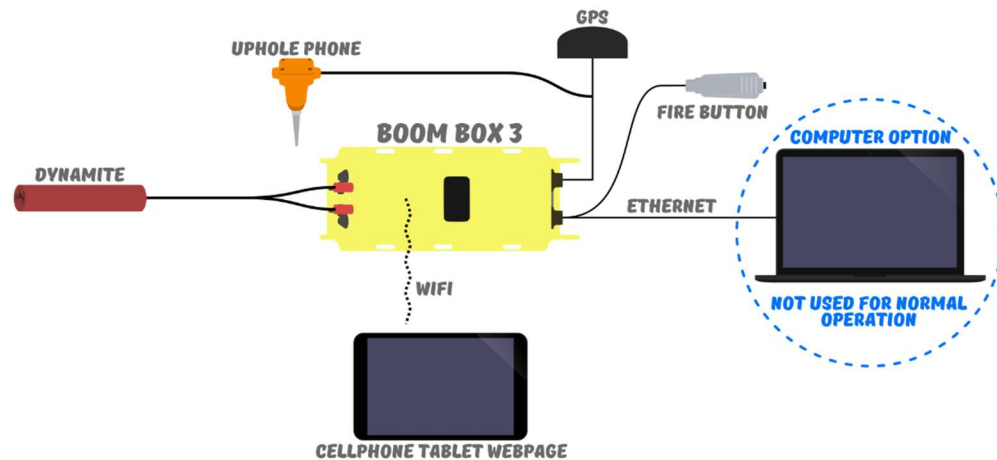 GPS
UPHOLE PHONE
FIRE BUTTON
BOOM BOX 3
COMPUTER OPTION
DYNAMITE
ETHERNET
WIFI
NOT USED FOR NORMAL
OPERATION
CELLPHONE TABLET WEBPAGE